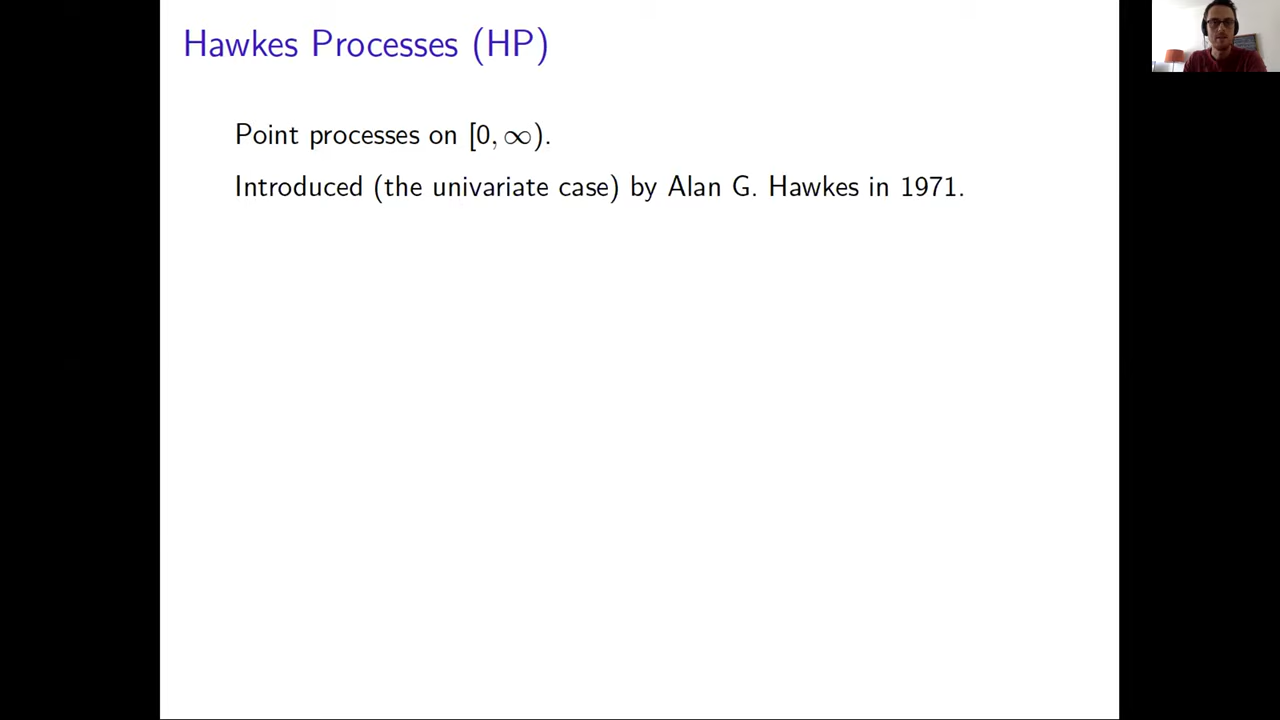 Hawkes Processes (HP)
Point processes on [0, ∞).
Introduced (the univariate case) by Alan G. Hawkes in 1971.